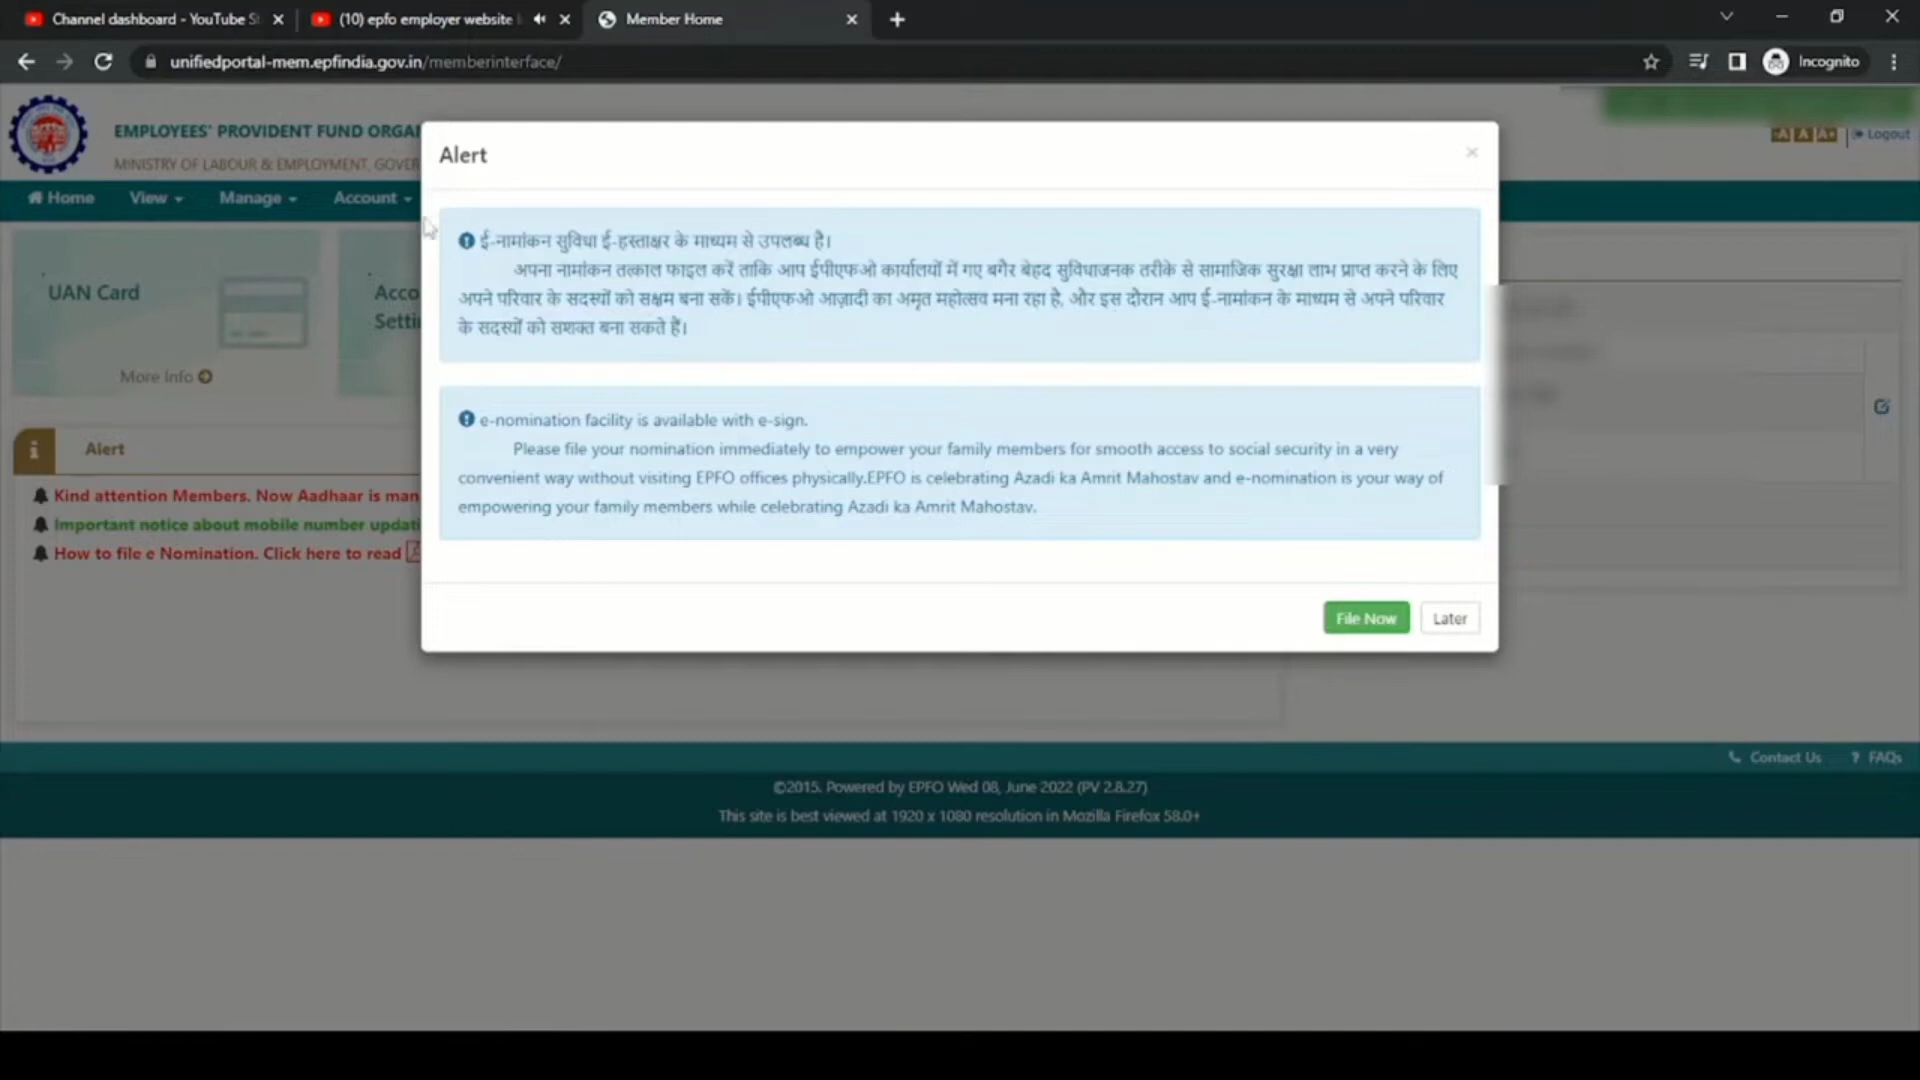 Channel dashboard - YouTube S
(10) epfo employer website
Member Home
unifiedportal-mem.epfindia.gov.in/memberinterface/
Incognito
EMPLOYEES' PROVIDENT FUND ORGA
MINISTRY OF LABOUR & EMPLOYMENT, GOVER
-A A A+ Logout
Home View Manage Account
Alert
ई-नामांकन सुविधा ई-हस्ताक्षर के माध्यम से उपलब्ध है।
अपना नामांकन तत्काल फाइल करें ताकि आप ईपीएफओ कार्यालयों में गए बगैर बेहद सुविधाजनक तरीके से सामाजिक सुरक्षा लाभ प्राप्त करने के लिए
अपने परिवार के सदस्यों को सक्षम बना सकें। ईपीएफओ आज़ादी का अमृत महोत्सव मना रहा है, और इस दौरान आप ई-नामांकन के माध्यम से अपने परिवार
के सदस्यों को सशक्त बना सकते हैं।
e-nomination facility is available with e-sign.
Please file your nomination immediately to empower your family members for smooth access to social security in a very
convenient way without visiting EPFO offices physically.EPFO is celebrating Azadi ka Amrit Mahostav and e-nomination is your way of
empowering your family members while celebrating Azadi ka Amrit Mahostav.
File Now Later
UAN Card
More Info
Acco
Setti
Alert
Kind attention Members. Now Aadhaar is man
Important notice about mobile number updati
How to file e Nomination. Click here to read
Contact Us ? FAQs
©2015. Powered by EPFO Wed 08, June 2022 (PV 2.8.27)
This site is best viewed at 1920 x 1080 resolution in Mozilla Firefox 58.0+